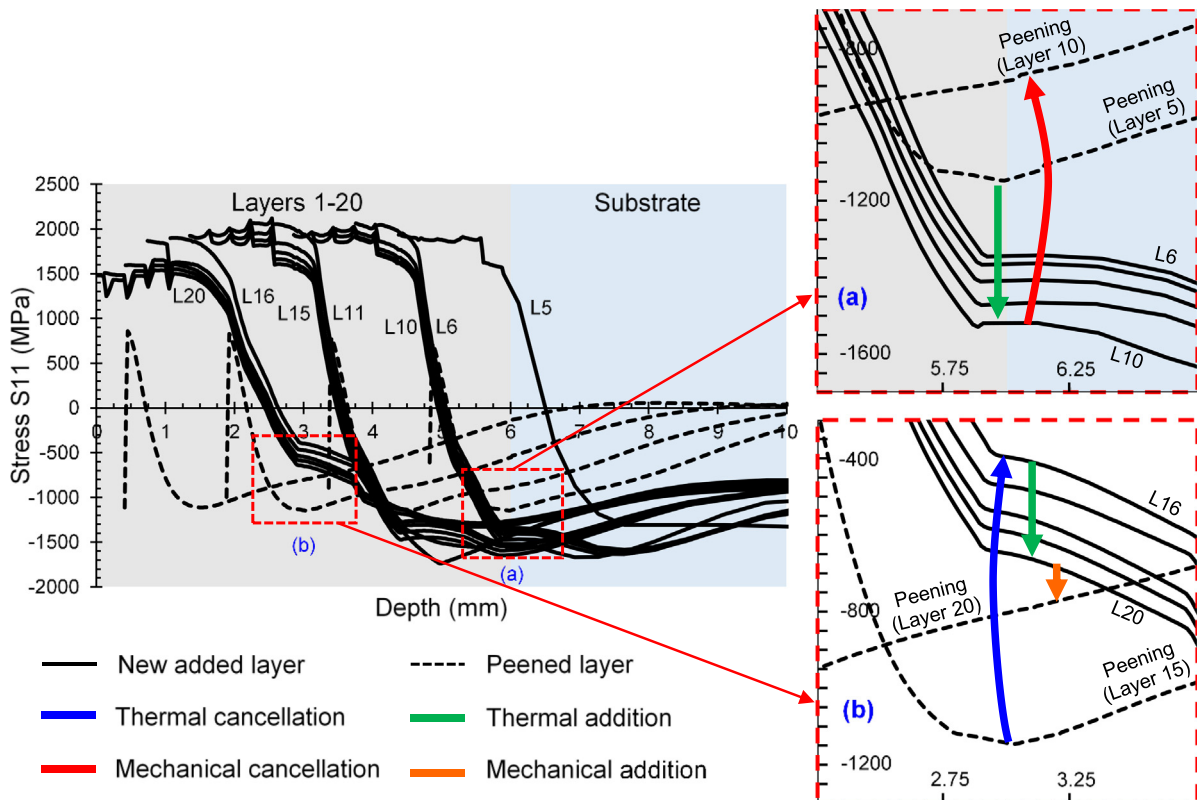 2500
2000
1500
1000
500
0
-500
-1000
-1500
-2000
Stress S11 (MPa)
Layers 1-20
Substrate
L20
L16
L15
L11
L10
L6
L5
0 1 2 3 4 5 6 7 8 9 10
(b)
(a)
Depth (mm)
New added layer
Peened layer
Thermal cancellation
Thermal addition
Mechanical cancellation
Mechanical addition
-800
Peening
(Layer 10)
Peening
(Layer 5)
-1200
L6
(a)
-1600
5.75
6.25
L10
-400
L16
Peening
(Layer 20)
-800
L20
Peening
(Layer 15)
(b)
-1200
2.75
3.25